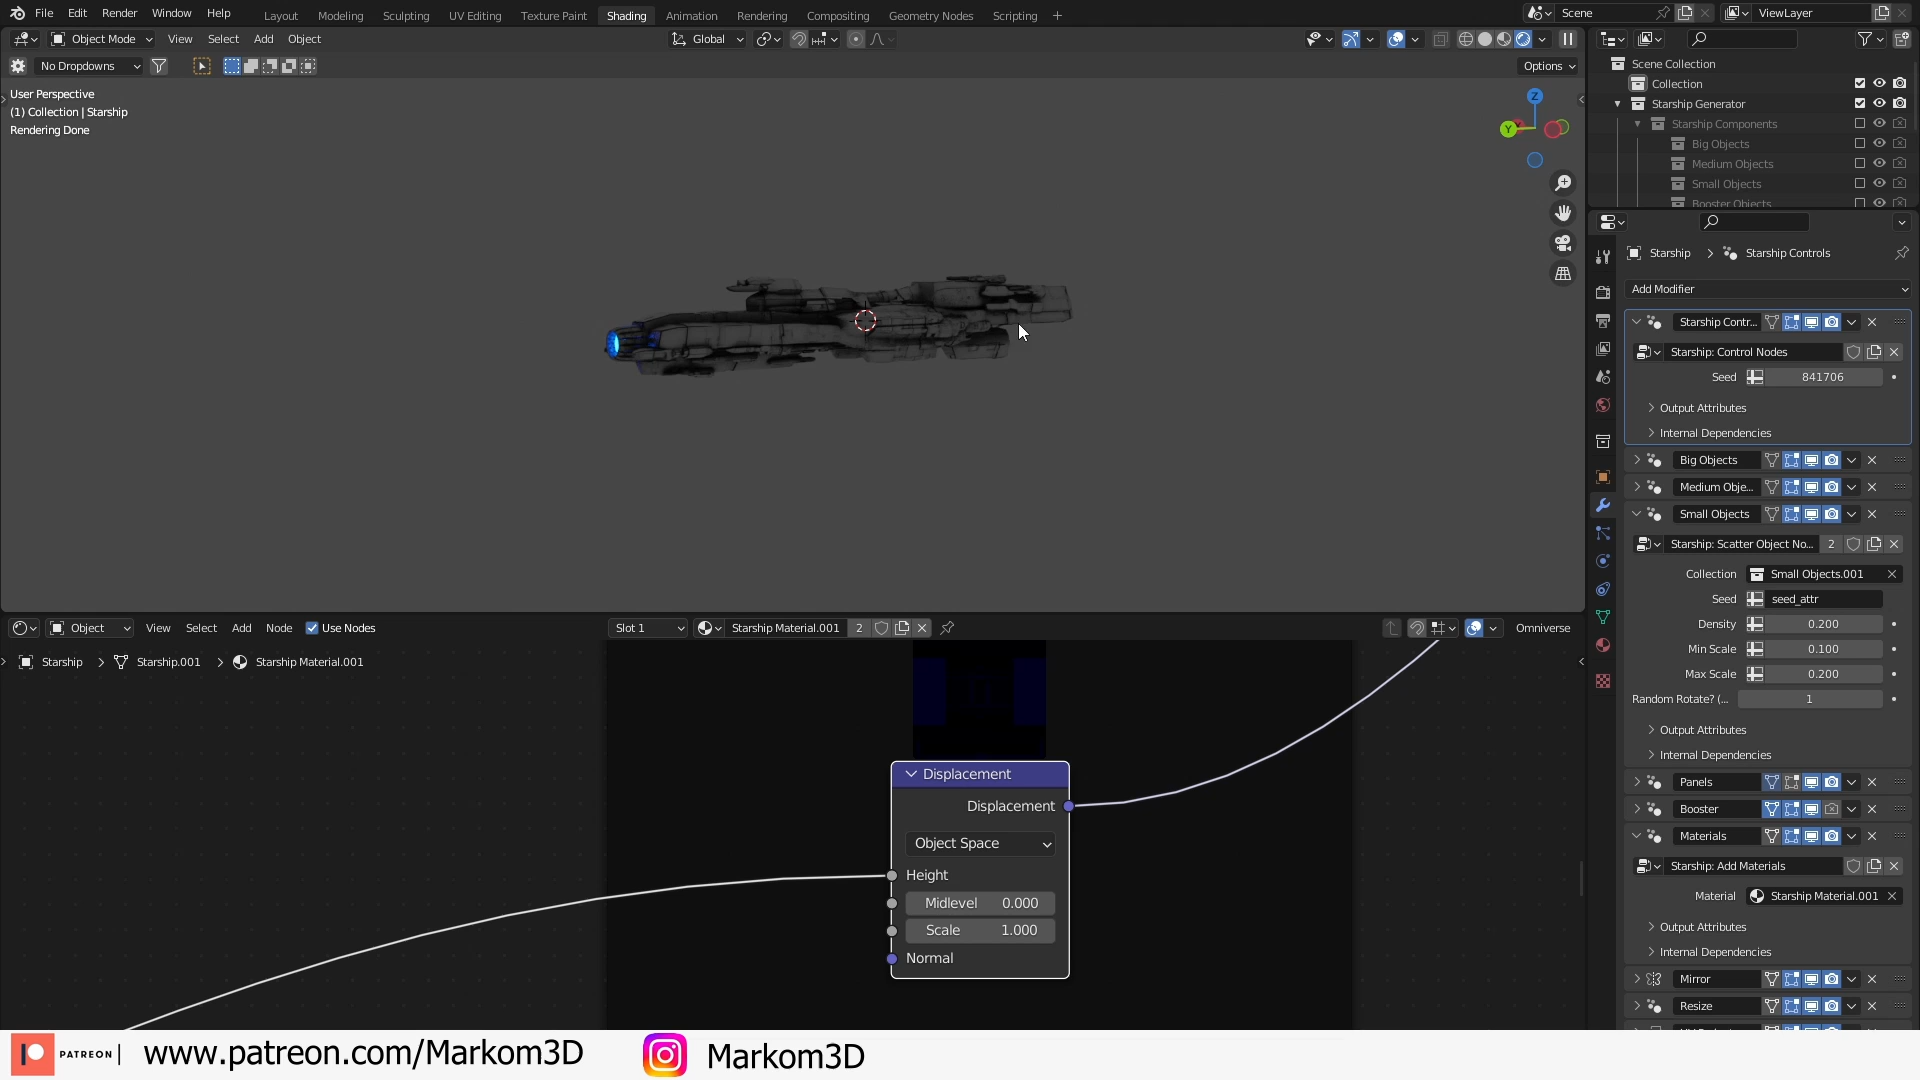 File Edit Render Window Help Layout Modeling Sculpting UV Editing Texture Paint Shading Animation Rendering Compositing Geometry Nodes Scripting + Scene ViewLayer
Object Mode View Select Add Object Global
No Dropdowns Options
User Perspective
(1) Collection | Starship
Rendering Done
Z
Y
Scene Collection
Collection
Starship Generator
Starship Components
Big Objects
Medium Objects
Small Objects
Booster Objects
Starship > Starship Controls
Add Modifier
Starship Contr...
Starship: Control Nodes
Seed 841706
Output Attributes
Internal Dependencies
Big Objects
Medium Obje...
Small Objects
Starship: Scatter Object No... 2
Collection Small Objects.001
Seed seed_attr
Density 0.200
Min Scale 0.100
Max Scale 0.200
Random Rotate? (... 1
Output Attributes
Internal Dependencies
Panels
Booster
Materials
Starship: Add Materials
Material Starship Material.001
Output Attributes
Internal Dependencies
Mirror
Resize
Object View Select Add Node Use Nodes Slot 1 Starship Material.001 2 Omniverse
Starship > Starship.001 > Starship Material.001
Displacement
Displacement
Object Space
Height
Midlevel 0.000
Scale 1.000
Normal
PATREON | www.patreon.com/Markom3D Markom3D